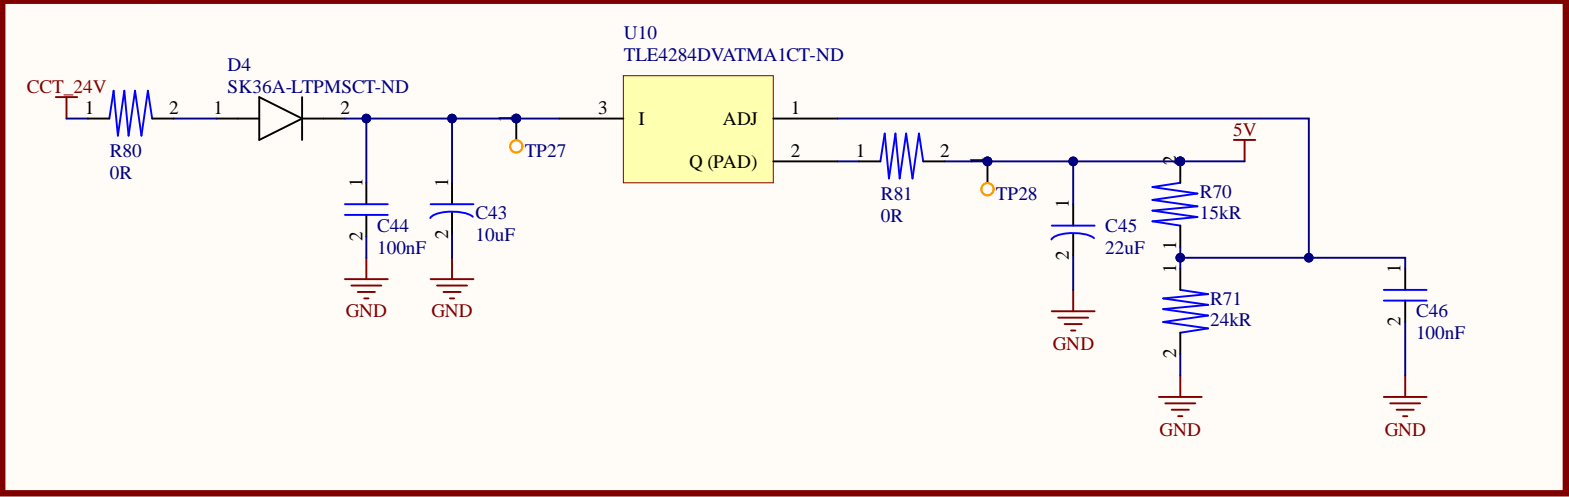 U10
TLE4284DVATMA1CT-ND
D4
SK36A-LTPMSCT-ND
CCT_24V
1
2
1
2
R80
0R
TP27
3
I
ADJ
1
Q (PAD)
2
1
2
R81
0R
TP28
5V
1
2
C44
100nF
GND
1
2
C43
10uF
GND
1
2
C45
22uF
GND
2
1
R70
15kR
1
2
R71
24kR
GND
1
2
C46
100nF
GND